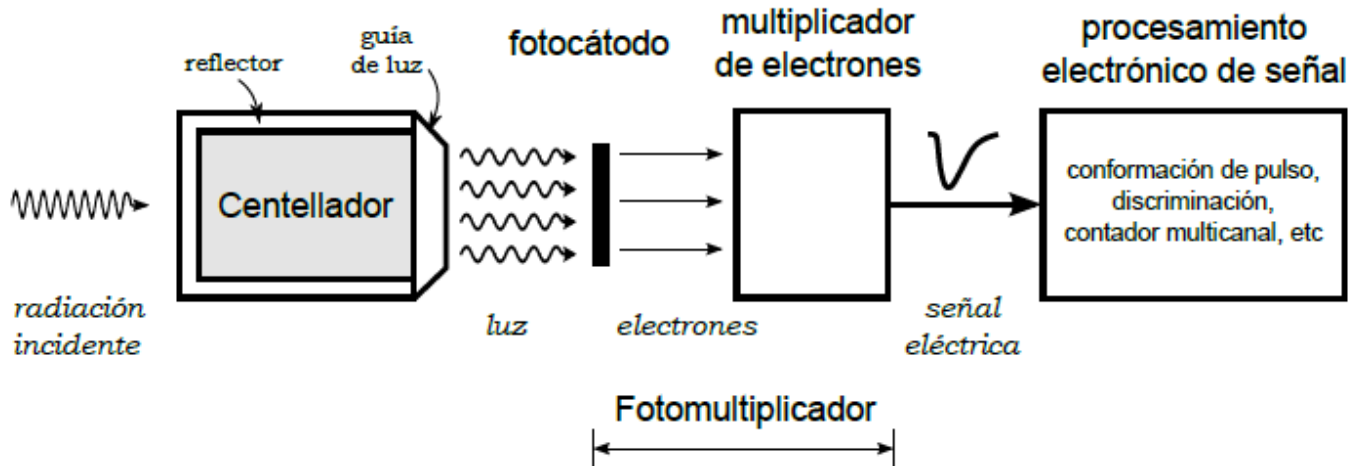 reflector
guía
de luz
fotocátodo
multiplicador
de electrones
procesamiento
electrónico de señal
Centellador
conformación de pulso,
discriminación,
contador multicanal, etc
radiación
incidente
luz
electrones
señal
eléctrica
Fotomultiplicador